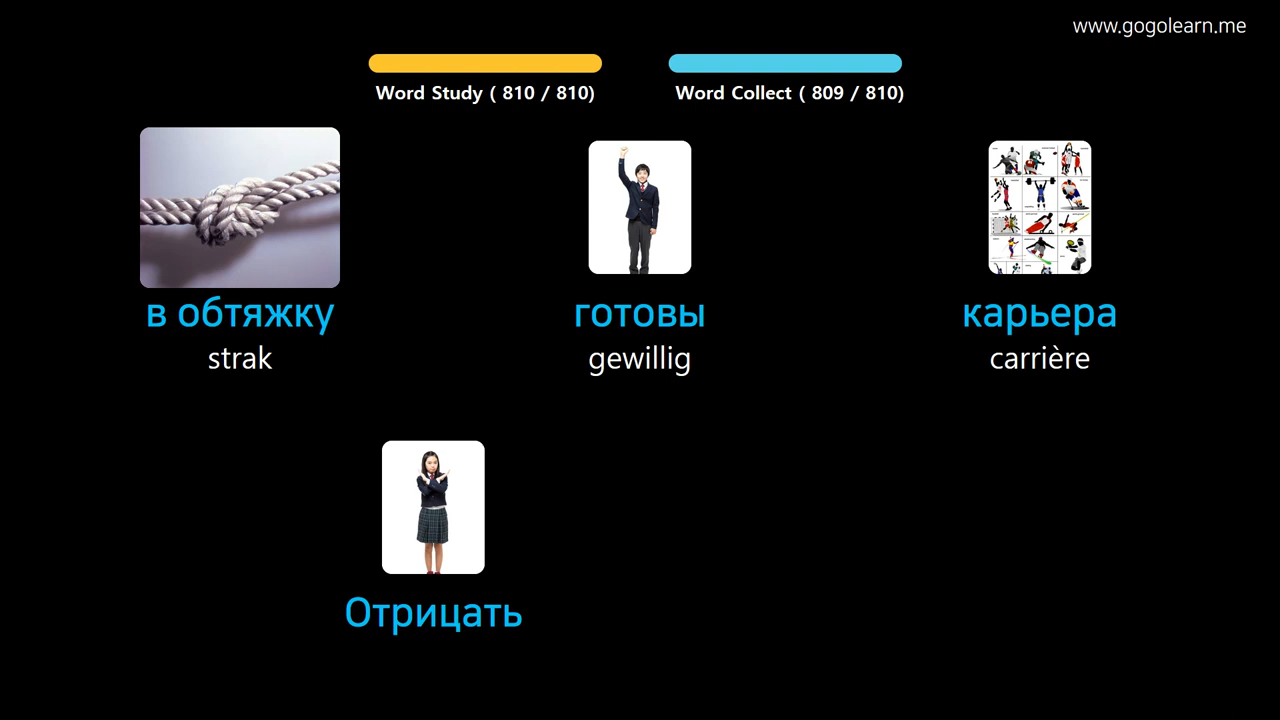 www.gogolearn.me
Word Study ( 810 / 810)
Word Collect ( 809 / 810)
в обтяжку
strak
готовы
gewillig
карьера
carrière
Отрицать